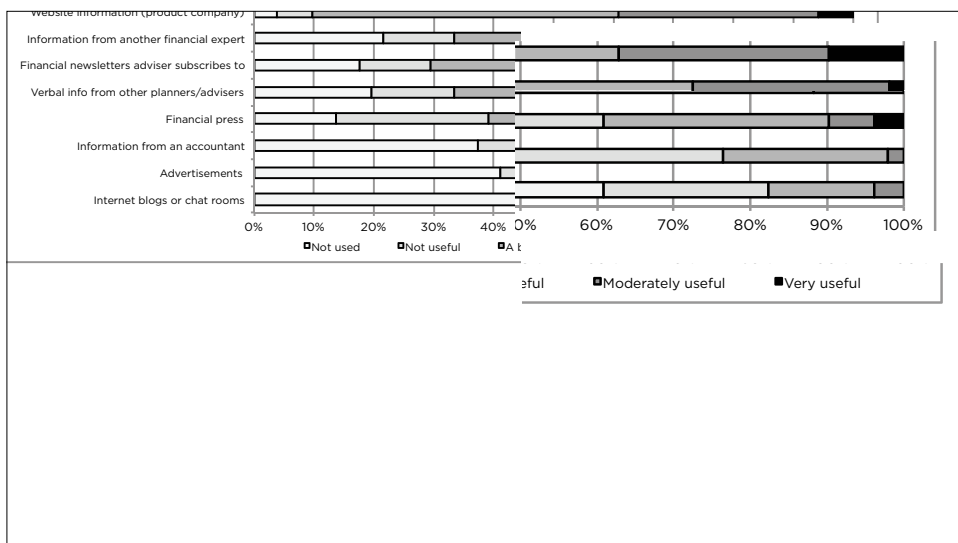 Website information (product company)
Information from another financial expert
Financial newsletters adviser subscribes to
Verbal info from other planners/advisers
Financial press
Information from an accountant
Advertisements
Internet blogs or chat rooms
0% 10% 20% 30% 40% 0% 60% 70% 80% 90% 100%
Not used Not useful A b
eful Moderately useful Very useful